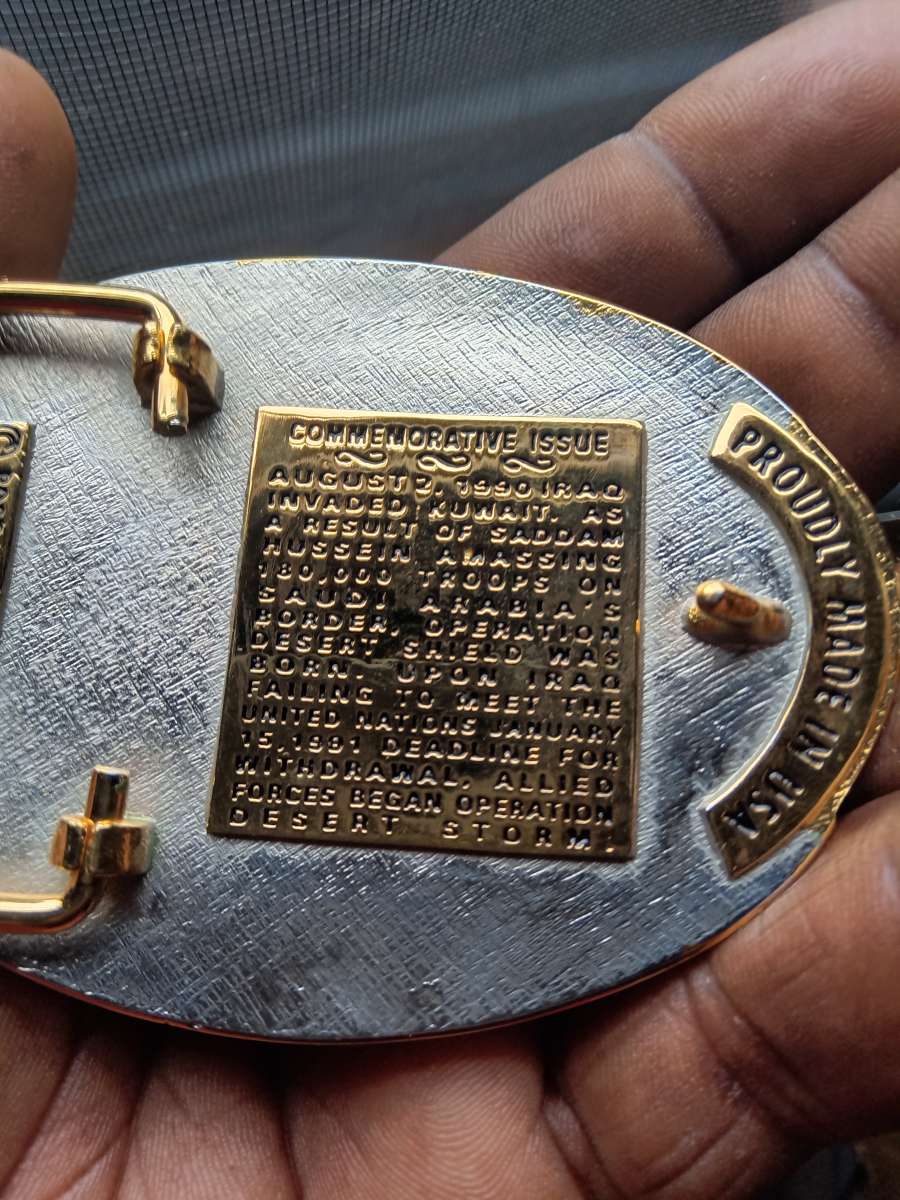 COMMEMORATIVE ISSUE
AUGUST 2, 1990 IRAQ
INVADED KUWAIT. AS
A RESULT OF SADDAM
HUSSEIN AMASSING
180,000 TROOPS ON
SAUDI ARABIA'S
BORDER, OPERATION
DESERT SHIELD WAS
BORN. UPON IRAQ
FAILING TO MEET THE
UNITED NATIONS JANUARY
15, 1991 DEADLINE FOR
WITHDRAWAL, ALLIED
FORCES BEGAN OPERATION
DESERT STORM.
PROUDLY MADE IN USA
©